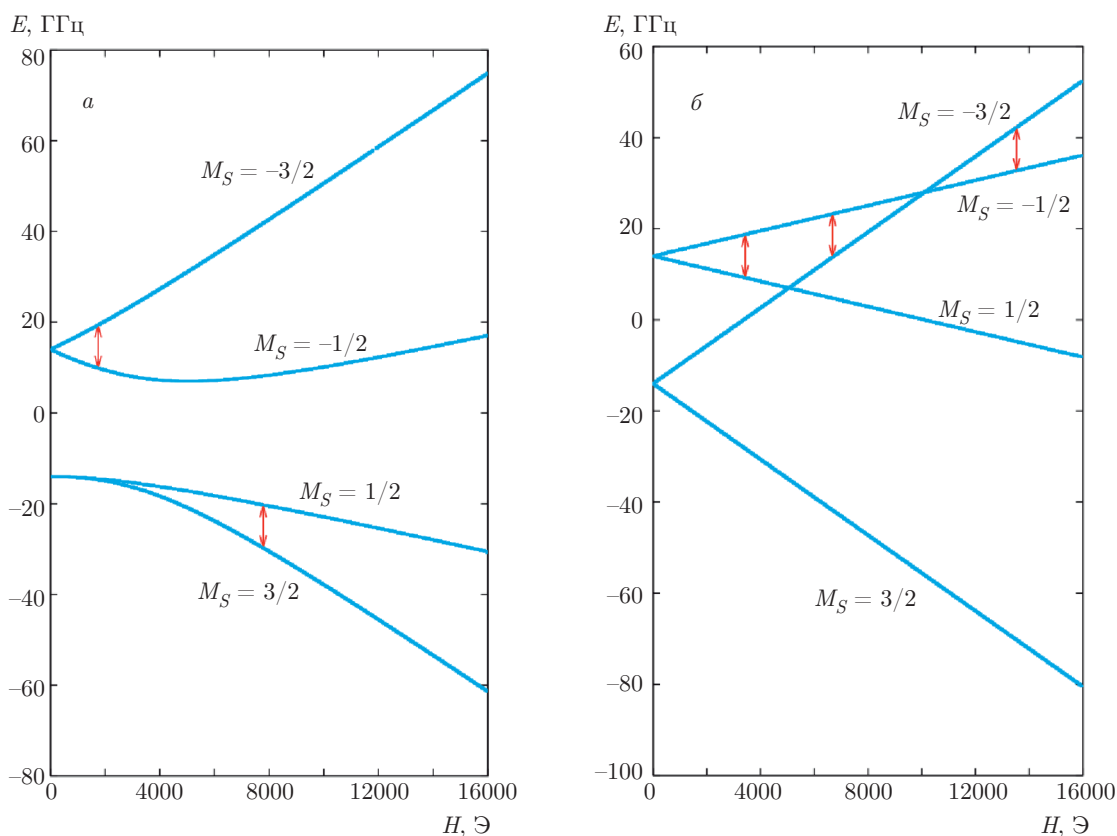 E, ГГц
80
60
40
20
0
–20
–40
–60
–80
а
M_S = –3/2
M_S = –1/2
M_S = 1/2
M_S = 3/2
0 4000 8000 12000 16000
H, Э
E, ГГц
60
40
20
0
–20
–40
–60
–80
–100
б
M_S = –3/2
M_S = –1/2
M_S = 1/2
M_S = 3/2
0 4000 8000 12000 16000
H, Э